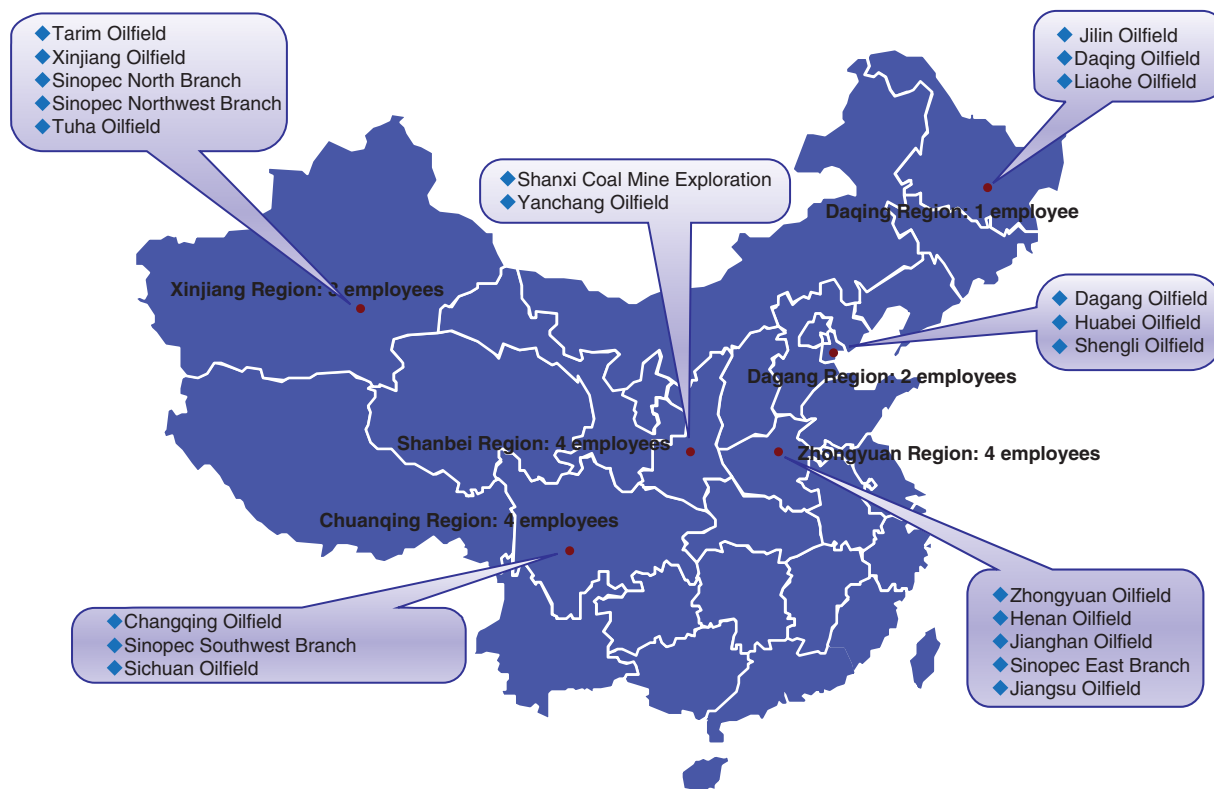 Tarim Oilfield
Xinjiang Oilfield
Sinopec North Branch
Sinopec Northwest Branch
Tuha Oilfield
Jilin Oilfield
Daqing Oilfield
Liaohe Oilfield
Shanxi Coal Mine Exploration
Yanchang Oilfield
Daqing Region: 1 employee
Xinjiang Region: 3 employees
Dagang Oilfield
Huabei Oilfield
Shengli Oilfield
Dagang Region: 2 employees
Shanbei Region: 4 employees
Zhongyuan Region: 4 employees
Chuanqing Region: 4 employees
Changqing Oilfield
Sinopec Southwest Branch
Sichuan Oilfield
Zhongyuan Oilfield
Henan Oilfield
Jianghan Oilfield
Sinopec East Branch
Jiangsu Oilfield